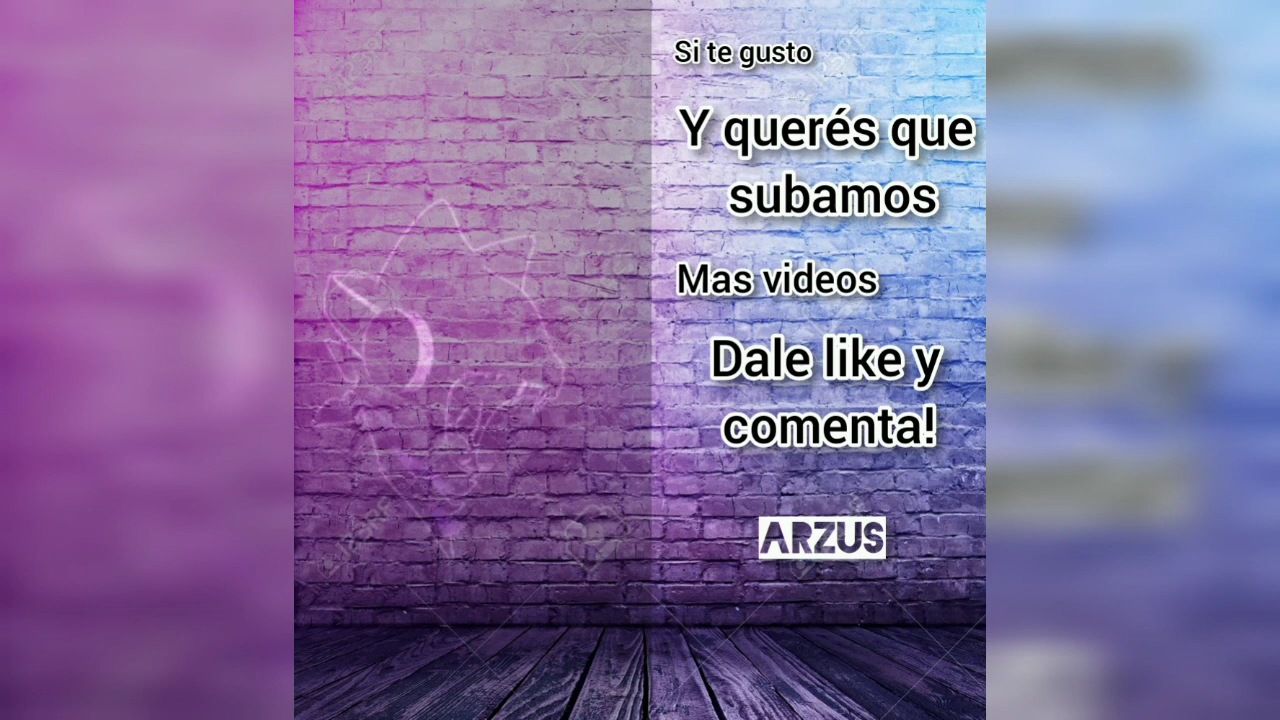 Si te gusto
Y querés que
subamos
Mas videos
Dale like y
comenta!
ARZUS